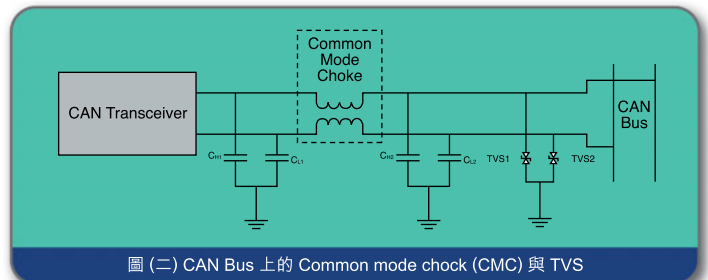 Common
Mode
Choke
CAN Transceiver
CAN
Bus
CH1
CL1
CH2
CL2
TVS1
TVS2
圖 (二) CAN Bus 上的 Common mode chock (CMC) 與 TVS